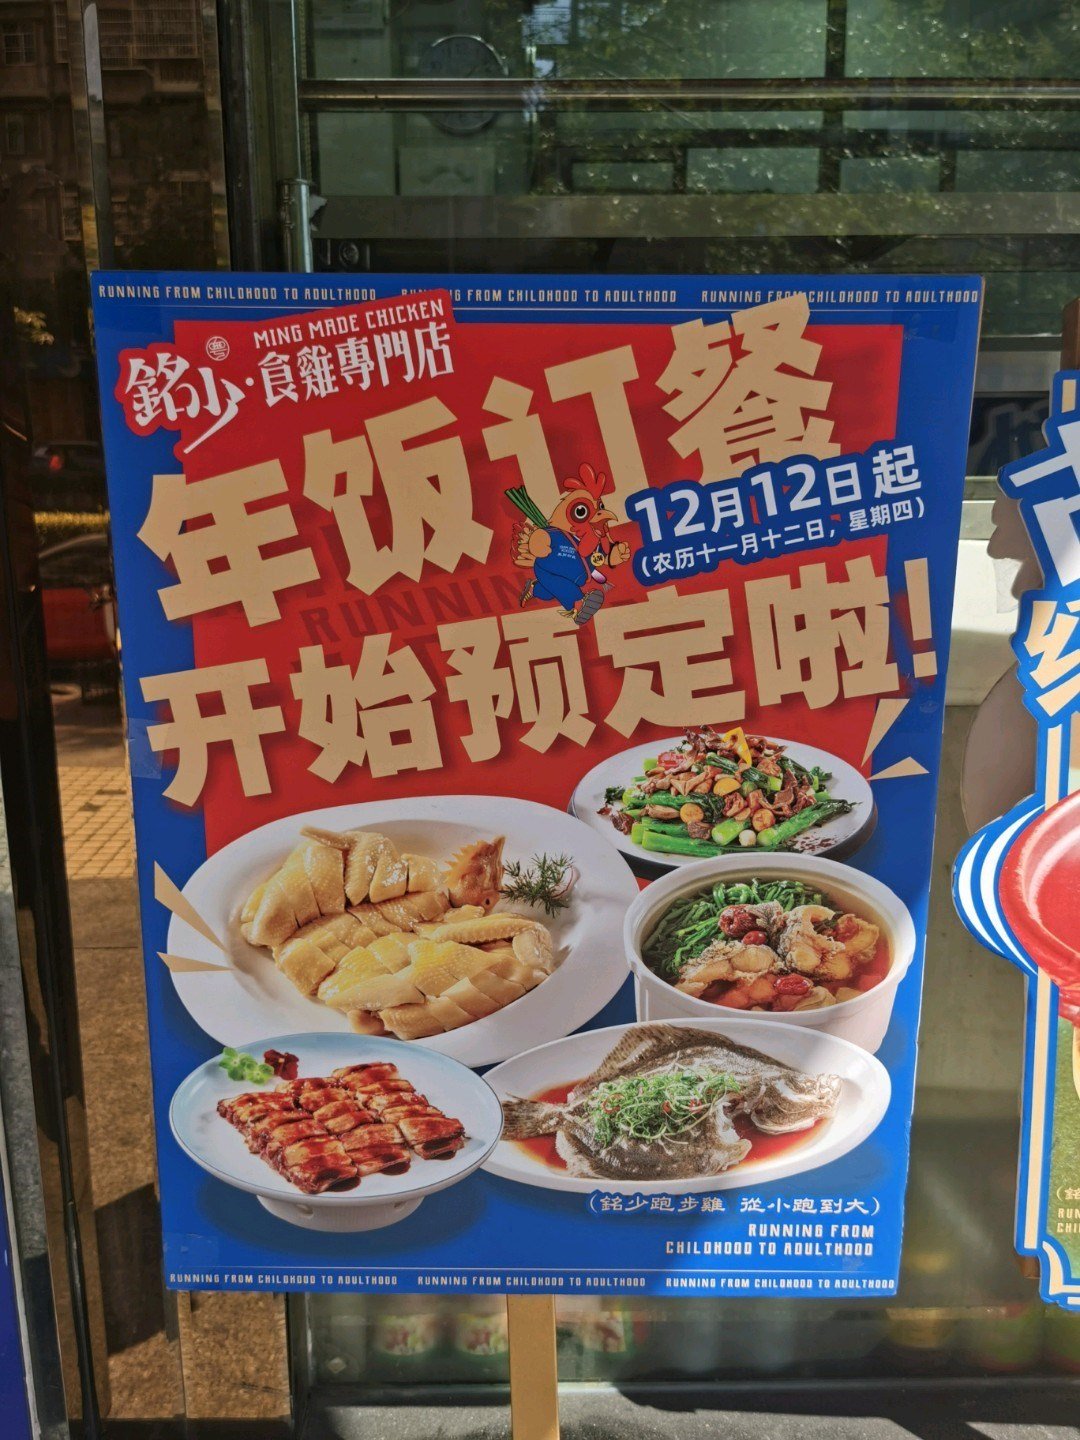 RUNNING FROM CHILDHOOD TO ADULTHOOD RUNNING FROM CHILDHOOD TO ADULTHOOD RUNNING FROM CHILDHOOD TO ADULTHOOD
MING MADE CHICKEN
銘少·食雞專門店
年饭订餐
12月12日起
(农历十一月十二日，星期四)
开始预定啦!
(銘少跑步雞 從小跑到大)
RUNNING FROM
CHILDHOOD TO ADULTHOOD
RUNNING FROM CHILDHOOD TO ADULTHOOD RUNNING FROM CHILDHOOD TO ADULTHOOD RUNNING FROM CHILDHOOD TO ADULTHOOD